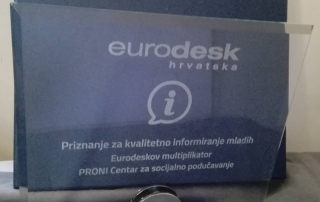 eurodesk
hrvatska
i
Priznanje za kvalitetno informiranje mladih
Eurodeskov multiplikator
PRONI Centar za socijalno podučavanje